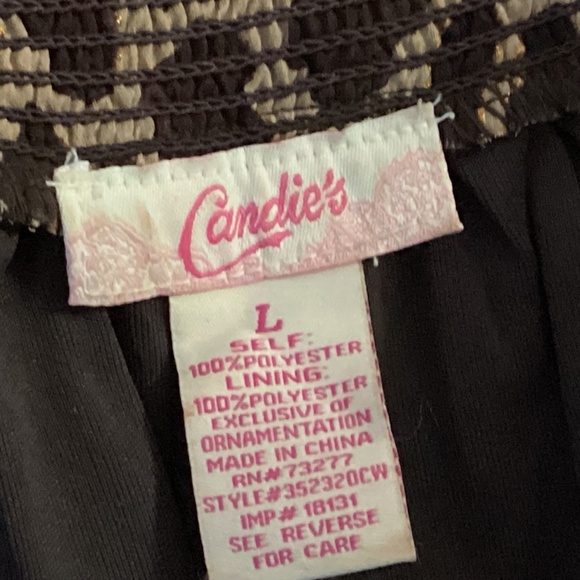 Candie's
L
SELF:
100%POLYESTER
LINING:
100%POLYESTER
EXCLUSIVE OF
ORNAMENTATION
MADE IN CHINA
RN#73277
STYLE#352320CW
IMP# 18131
SEE REVERSE
FOR CARE